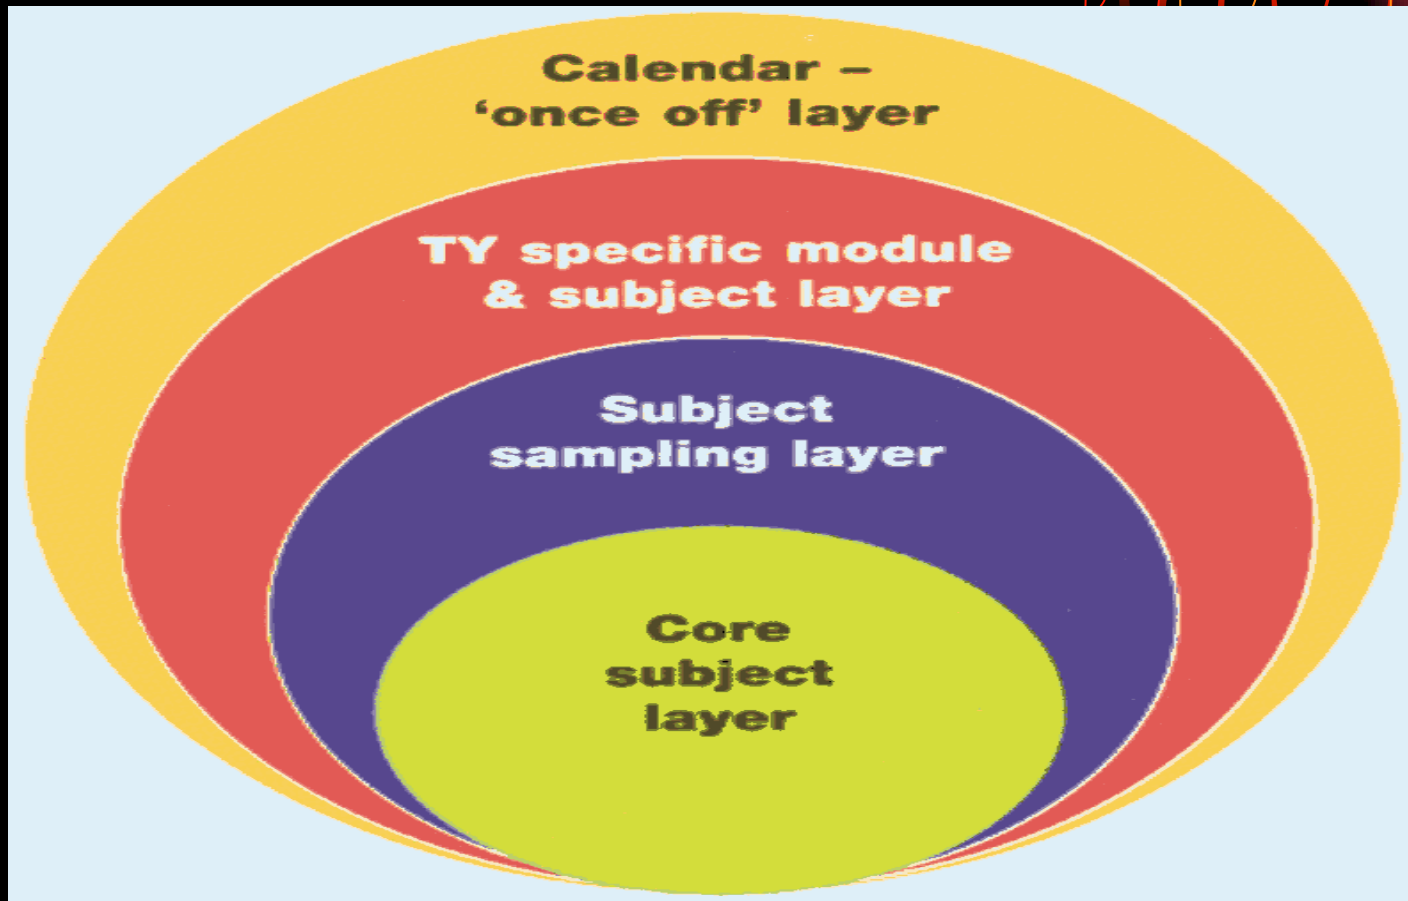 Calendar –
‘once off’ layer
TY specific module
& subject layer
Subject
sampling layer
Core
subject
layer